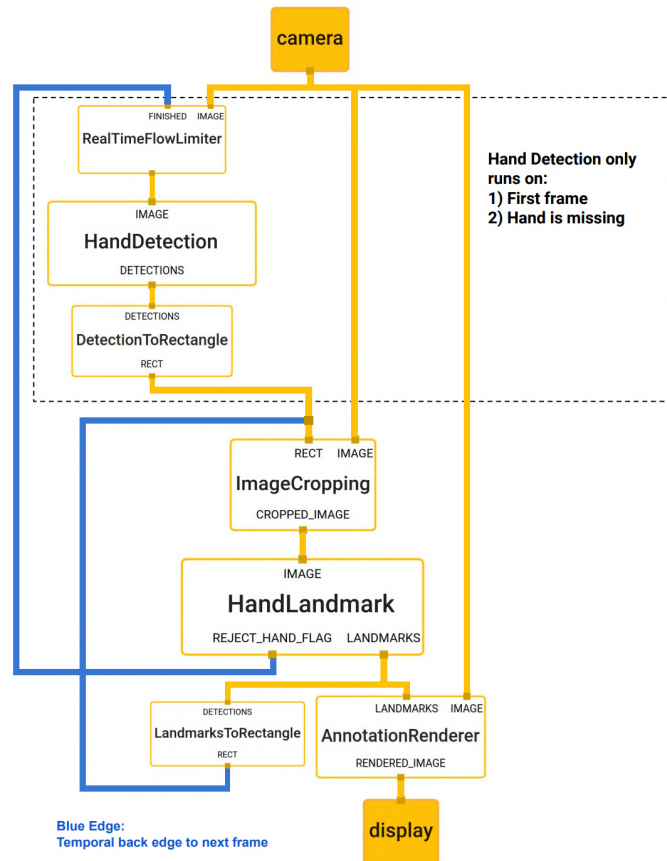 camera
FINISHED IMAGE
RealTimeFlowLimiter
Hand Detection only
runs on:
1) First frame
2) Hand is missing
IMAGE
HandDetection
DETECTIONS
DETECTIONS
DetectionToRectangle
RECT
RECT IMAGE
ImageCropping
CROPPED_IMAGE
IMAGE
HandLandmark
REJECT_HAND_FLAG LANDMARKS
DETECTIONS
LandmarksToRectangle
RECT
LANDMARKS IMAGE
AnnotationRenderer
RENDERED_IMAGE
display
Blue Edge:
Temporal back edge to next frame